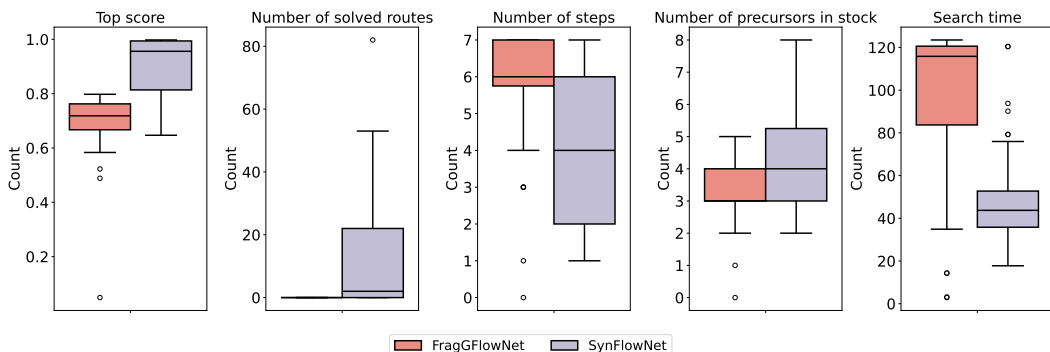 Top score
Number of solved routes
Number of steps
Number of precursors in stock
Search time
Count
1.0
0.8
0.6
0.4
0.2
Count
80
60
40
20
0
Count
7
6
5
4
3
2
1
0
Count
8
7
6
5
4
3
2
1
0
Count
120
100
80
60
40
20
0
FragGFlowNet
SynFlowNet